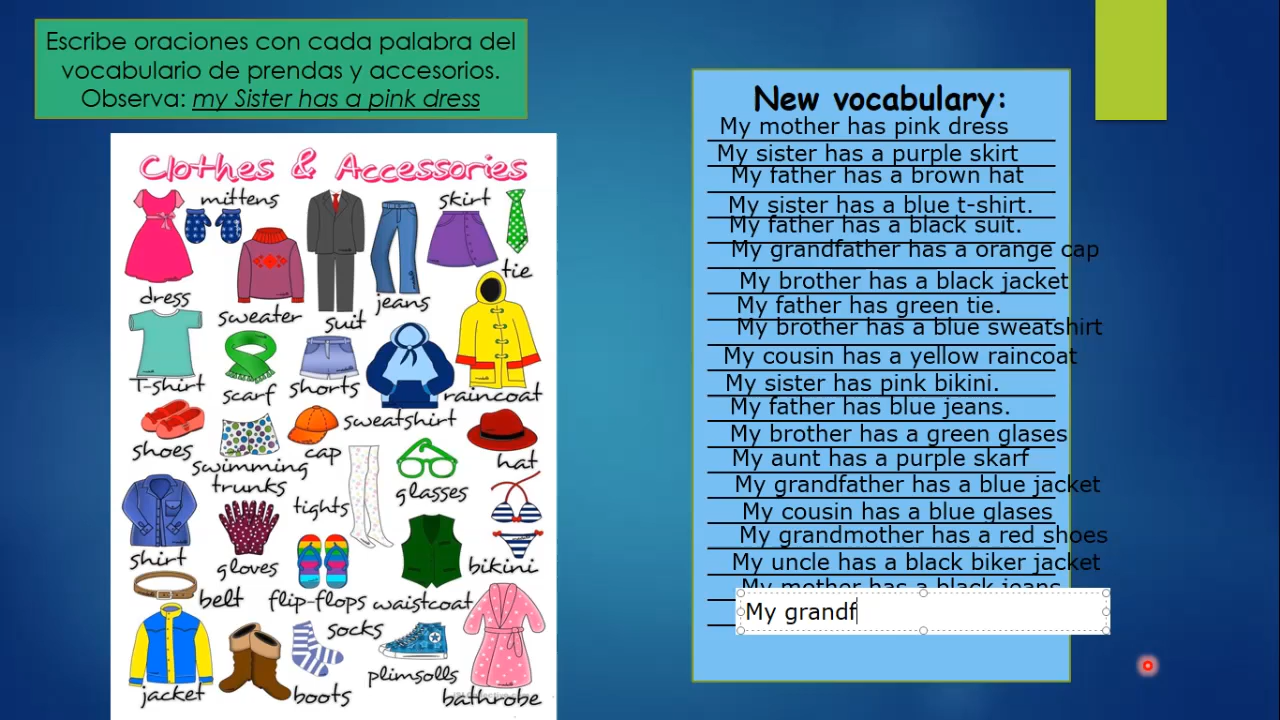 Escribe oraciones con cada palabra del
vocabulario de prendas y accesorios.
Observa: my Sister has a pink dress
Clothes & Accessories
mittens
skirt
tie
dress
sweater
suit
jeans
T-shirt
scarf
shorts
sweatshirt
raincoat
shoes
swimming
trunks
cap
tights
glasses
hat
shirt
gloves
flip-flops
waistcoat
bikini
belt
socks
plimsolls
jacket
boots
bathrobe
New vocabulary:
My mother has pink dress
My sister has a purple skirt
My father has a brown hat
My sister has a blue t-shirt.
My father has a black suit.
My grandfather has a orange cap
My brother has a black jacket
My father has green tie.
My brother has a blue sweatshirt
My cousin has a yellow raincoat
My sister has pink bikini.
My father has blue jeans.
My brother has a green glases
My aunt has a purple skarf
My grandfather has a blue jacket
My cousin has a blue glases
My grandmother has a red shoes
My uncle has a black biker jacket
My mother has a black jeans
My grandf